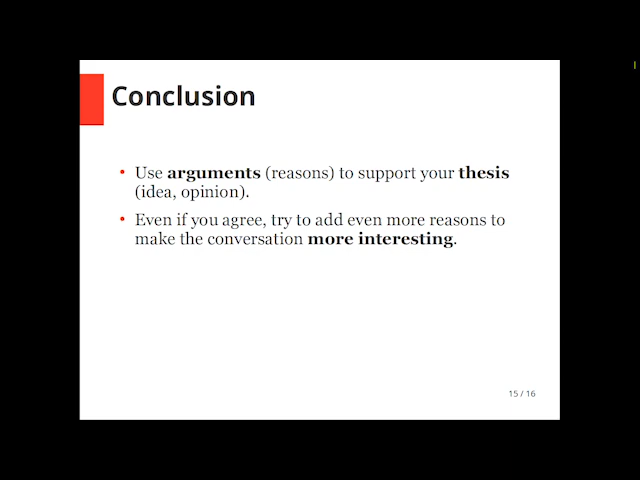 Conclusion
• Use arguments (reasons) to support your thesis
(idea, opinion).
• Even if you agree, try to add even more reasons to
make the conversation more interesting.
15 / 16